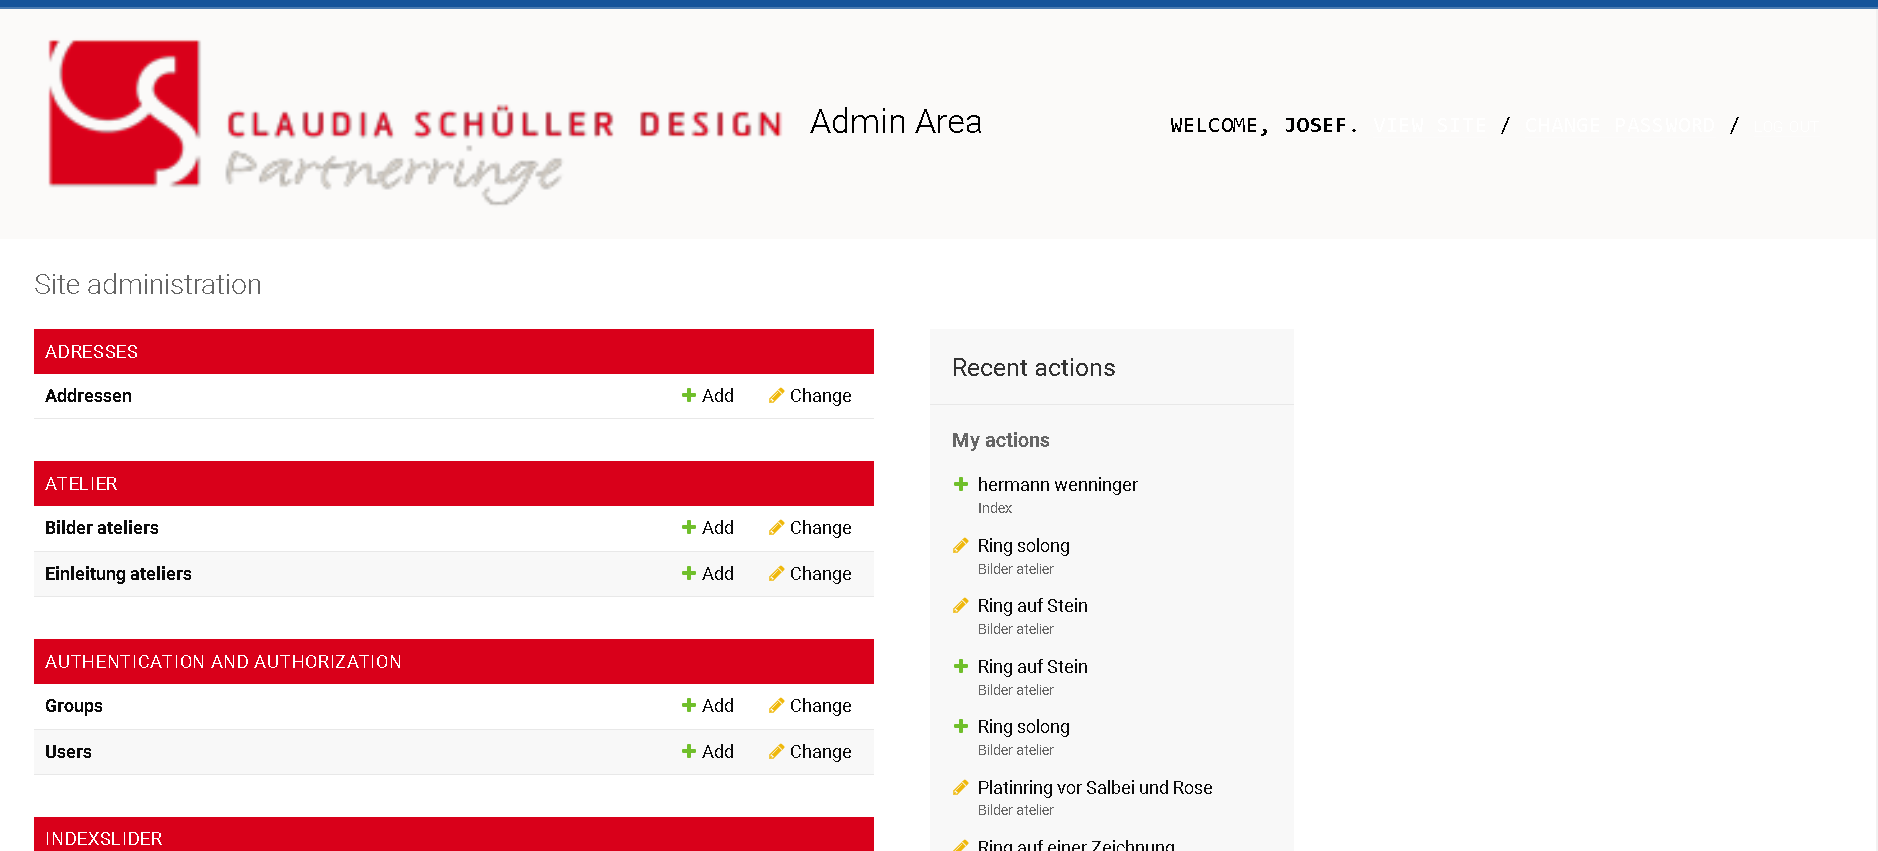 CLAUDIA SCHÜLLER DESIGN
Partnerringe
Admin Area
WELCOME, JOSEF. VIEW SITE / CHANGE PASSWORD / LOG OUT
Site administration
ADRESSES
Addressen Add Change
ATELIER
Bilder ateliers Add Change
Einleitung ateliers Add Change
AUTHENTICATION AND AUTHORIZATION
Groups Add Change
Users Add Change
INDEXSLIDER
Recent actions
My actions
hermann wenninger
Index
Ring solong
Bilder atelier
Ring auf Stein
Bilder atelier
Ring auf Stein
Bilder atelier
Ring solong
Bilder atelier
Platinring vor Salbei und Rose
Bilder atelier
Ring auf einer Zeichnung